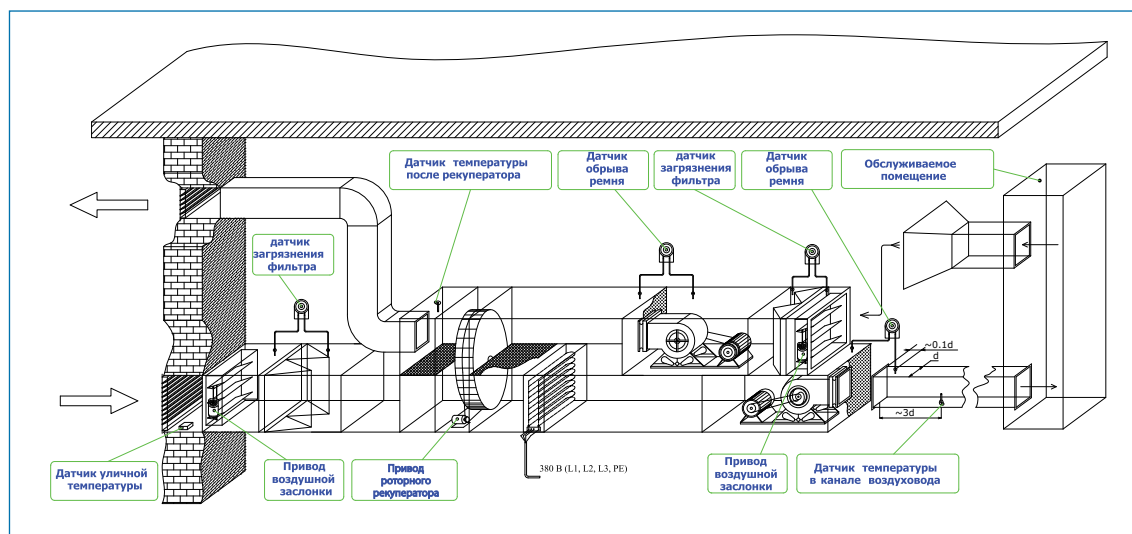 Датчик температуры
после рекуператора
Датчик
обрыва
ремня
датчик
загрязнения
фильтра
Датчик
обрыва
ремня
Обслуживаемое
помещение
датчик
загрязнения
фильтра
~0.1d
d
~3d
Датчик уличной
температуры
Привод
воздушной
заслонки
Привод
роторного
рекуператора
380 В (L1, L2, L3, PE)
Привод
воздушной
заслонки
Датчик температуры
в канале воздуховода